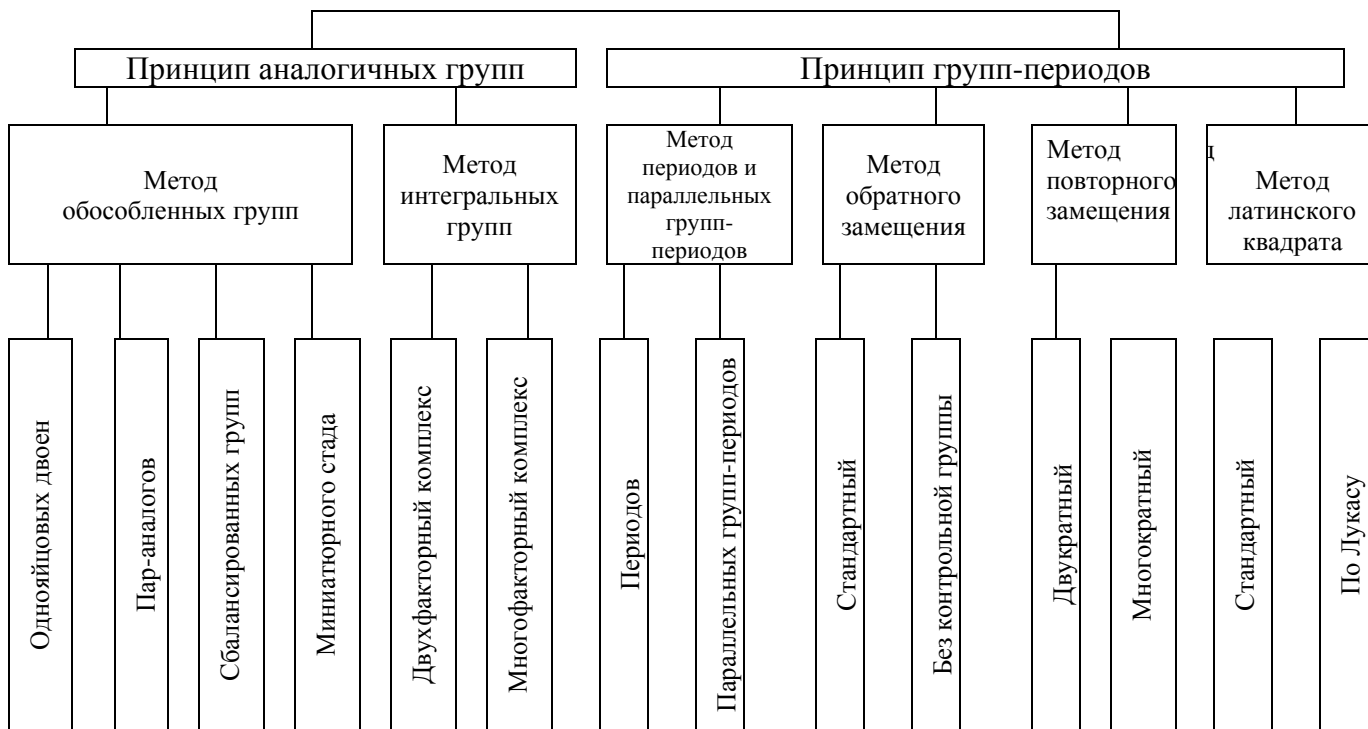 Принцип аналогичных групп
Принцип групп-периодов
Метод
обособленных групп
Метод
интегральных
групп
Метод
периодов и
параллельных
групп-
периодов
Метод
обратного
замещения
Метод
повторного
замещения
д
Метод
латинского
квадрата
Однояйцовых двоен
Пар-аналогов
Сбалансированных групп
Миниатюрного стада
Двухфакторный комплекс
Многофакторный комплекс
Периодов
Параллельных групп-периодов
Стандартный
Без контрольной группы
Двукратный
Многократный
Стандартный
По Лукасу